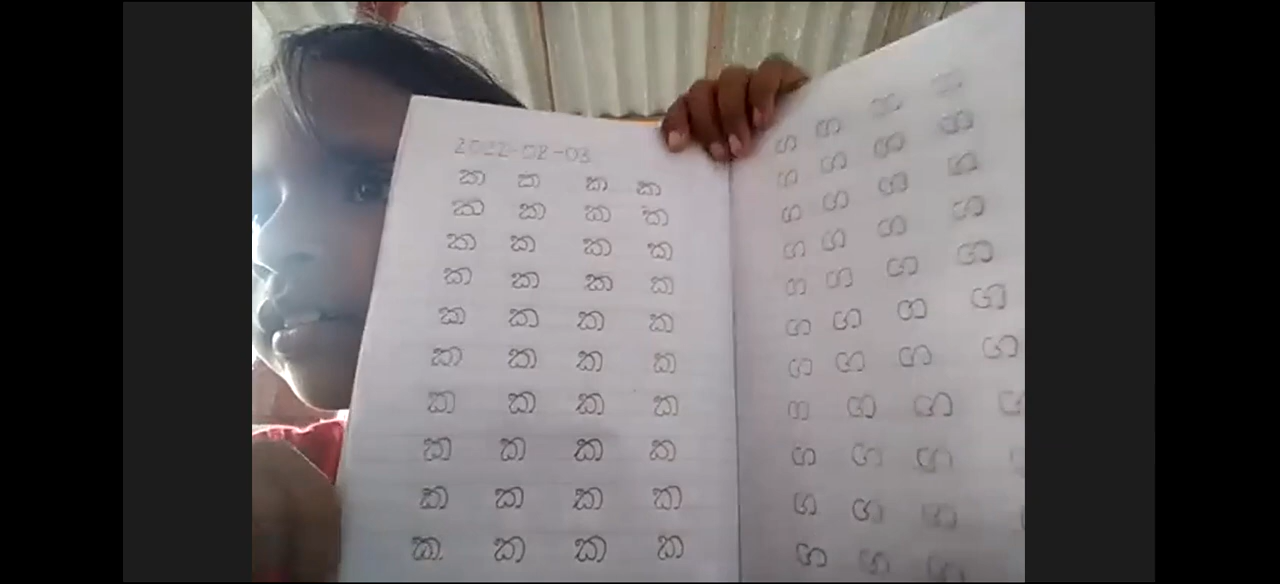 2022-02-03
ක ක ක ක
ක ක ක ක
ක ක ක ක
ක ක ක ක
ක ක ක ක
ක ක ක ක
ක ක ක ක
ක ක ක ක
ක ක ක ක
ක ක ක ක
ග ග ග
ග ග ග ග
ග ග ග ග
ග ග ග ග
ග ග ග ග
ග ග ග ග
ග ග ග ග
ග ග ග ග
ග ග ග
ග ග ග
ග ග ග